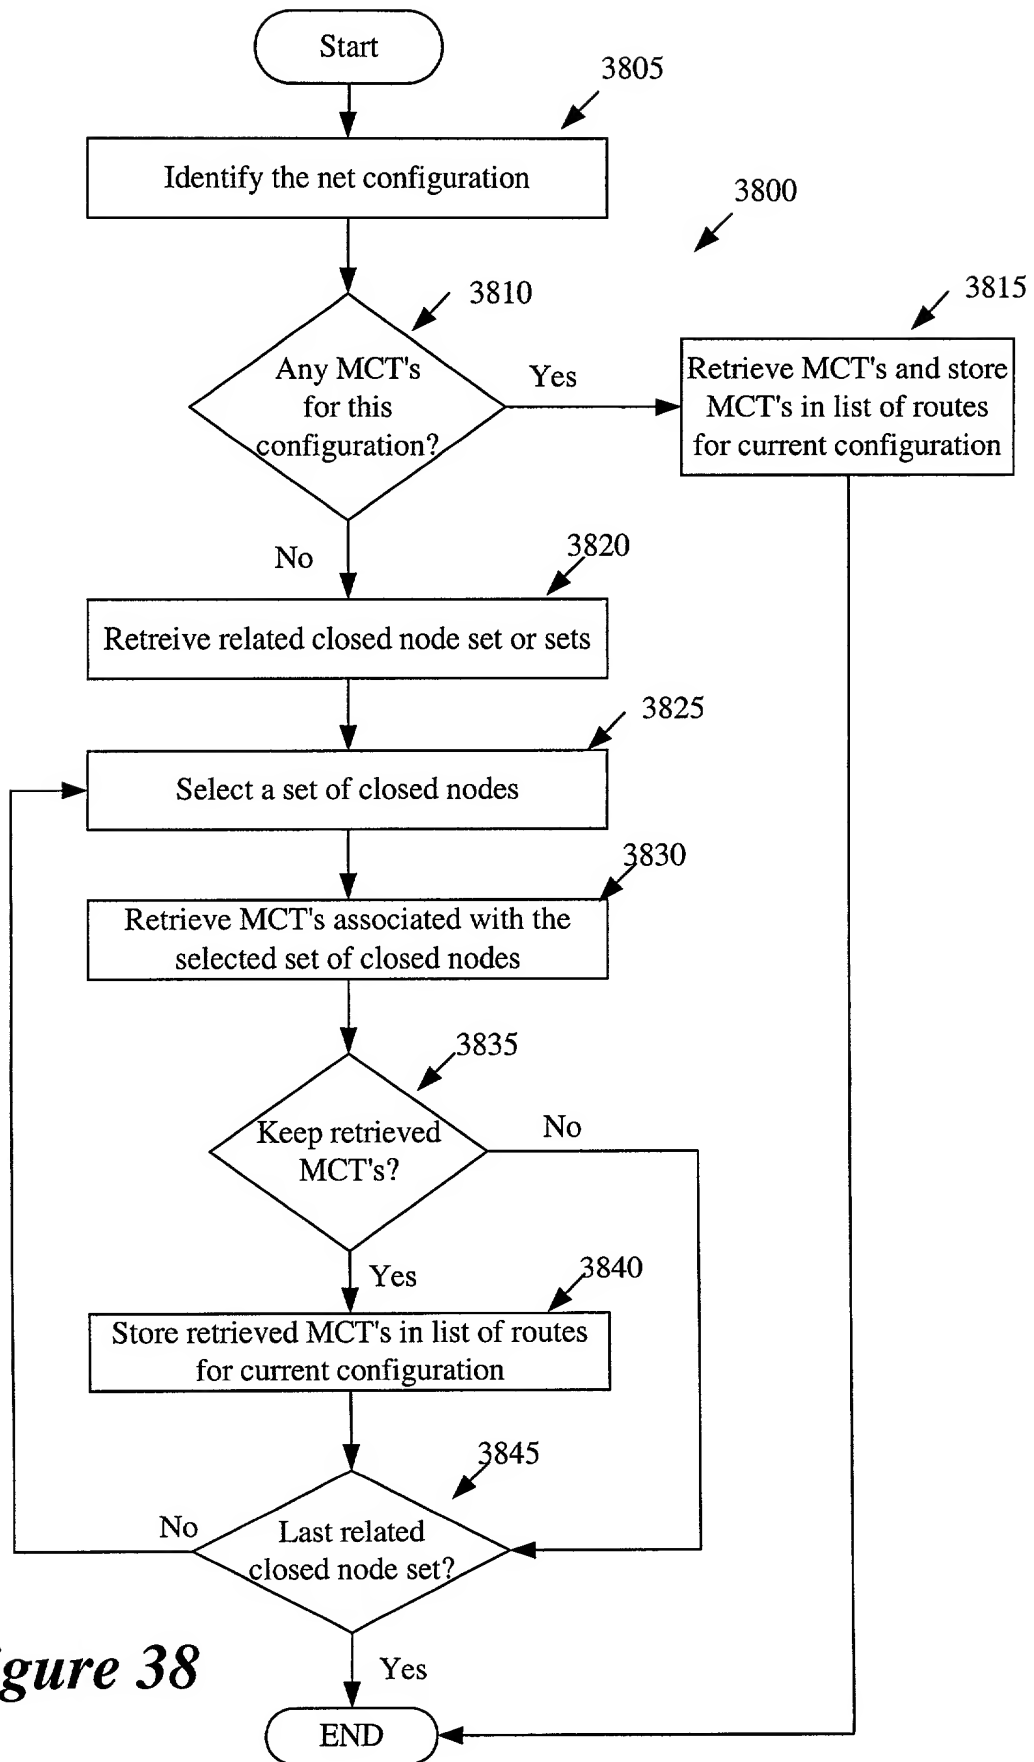 Start
3805
Identify the net configuration
3800
3810
3815
Any MCT's
for this
configuration?
Yes
Retrieve MCT's and store
MCT's in list of routes
for current configuration
No
3820
Retreive related closed node set or sets
3825
Select a set of closed nodes
3830
Retrieve MCT's associated with the
selected set of closed nodes
3835
Keep retrieved
MCT's?
No
Yes
3840
Store retrieved MCT's in list of routes
for current configuration
3845
No
Last related
closed node set?
igure 38
Yes
END